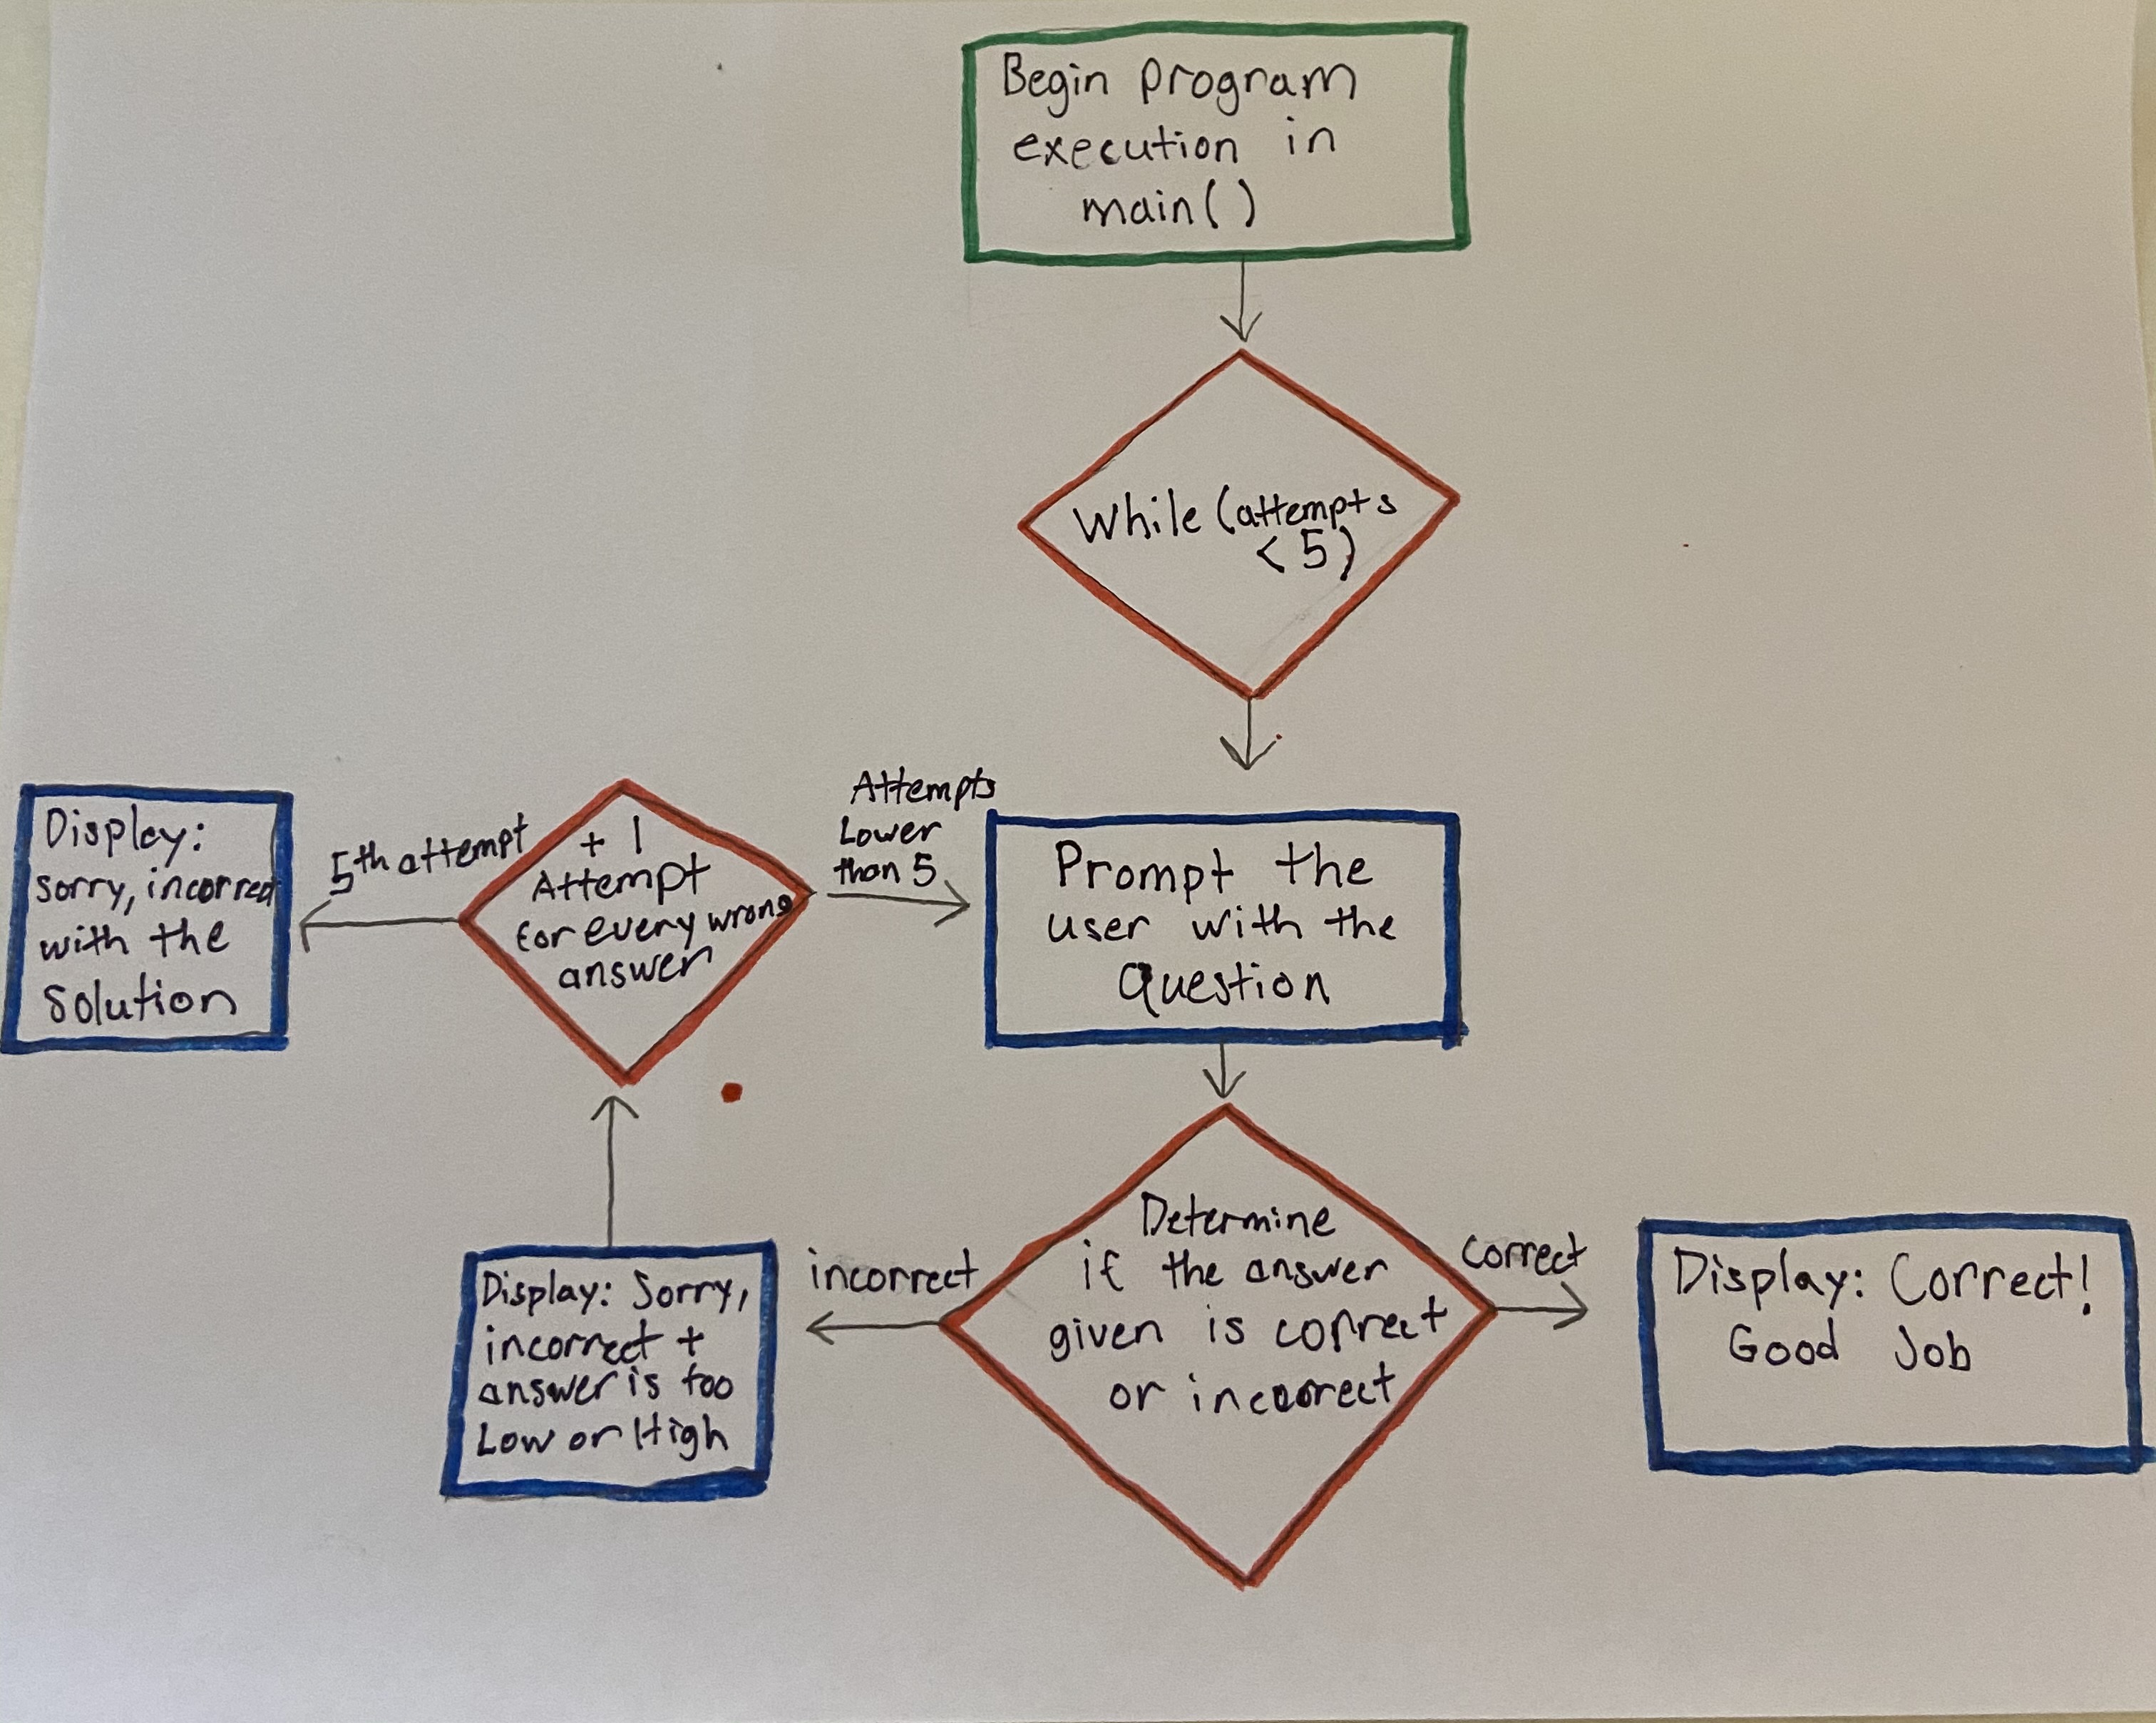 Begin program
execution in
main()
While (attempts
< 5)
Attempts
Lower
than 5
Prompt the
user with the
Question
+ 1
Attempt
for every wrong
answer
5th attempt
Display:
sorry, incorrect
with the
Solution
Determine
if the answer
given is correct
or incorrect
correct
Display: Correct!
Good Job
incorrect
Display: Sorry,
incorrect +
answer is too
Low or High